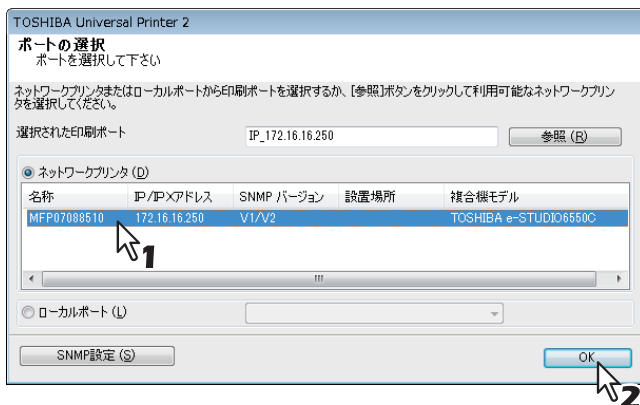 TOSHIBA Universal Printer 2
ポートの選択
ポートを選択して下さい
ネットワークプリンタまたはローカルポートから印刷ポートを選択するか、[参照]ボタンをクリックして利用可能なネットワークプリン
タを選択してください。
選択された印刷ポート IP_172.16.16.250 参照 (R)
ネットワークプリンタ (D)
名称 IP/IPXアドレス SNMP バージョン 設置場所 複合機モデル
MFP07088510 172.16.16.250 V1/V2 TOSHIBA e-STUDIO6550C
1
ローカルポート (L)
SNMP設定 (S) OK
2